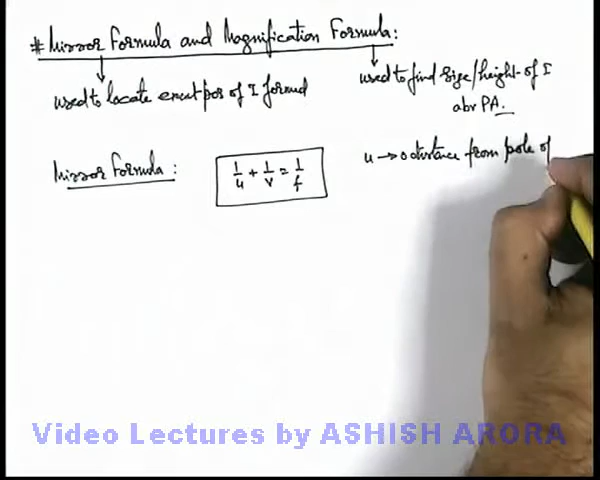 # Mirror Formula and Magnification Formula:
used to locate exact pos of I formed
used to find size/height of I
abv PA.
Mirror Formula:
1/u + 1/v = 1/f
u → o distance from pole of
Video Lectures by ASHISH ARORA